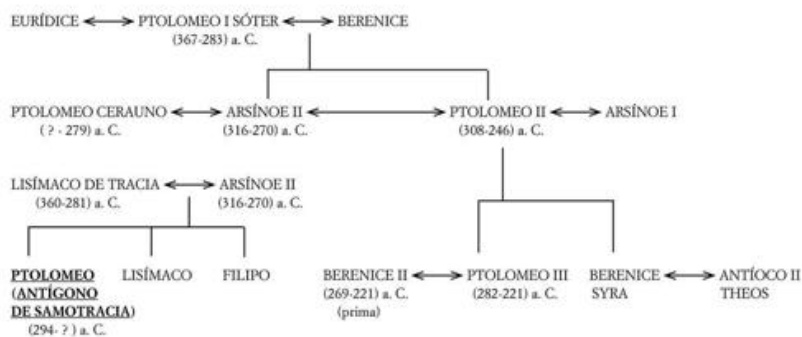 EURÍDICE PTOLOMEO I SÓTER BERENICE
(367-283) a. C.
PTOLOMEO CERAUNO ARSÍNOE II PTOLOMEO II ARSÍNOE I
( ? - 279) a. C. (316-270) a. C. (308-246) a. C.
LISÍMACO DE TRACIA ARSÍNOE II
(360-281) a. C. (316-270) a. C.
PTOLOMEO LISÍMACO FILIPO BERENICE II PTOLOMEO III BERENICE ANTÍOCO II
(ANTÍGONO (269-221) a. C. (282-221) a. C. SYRA THEOS
DE SAMOTRACIA) (prima)
(294- ? ) a. C.